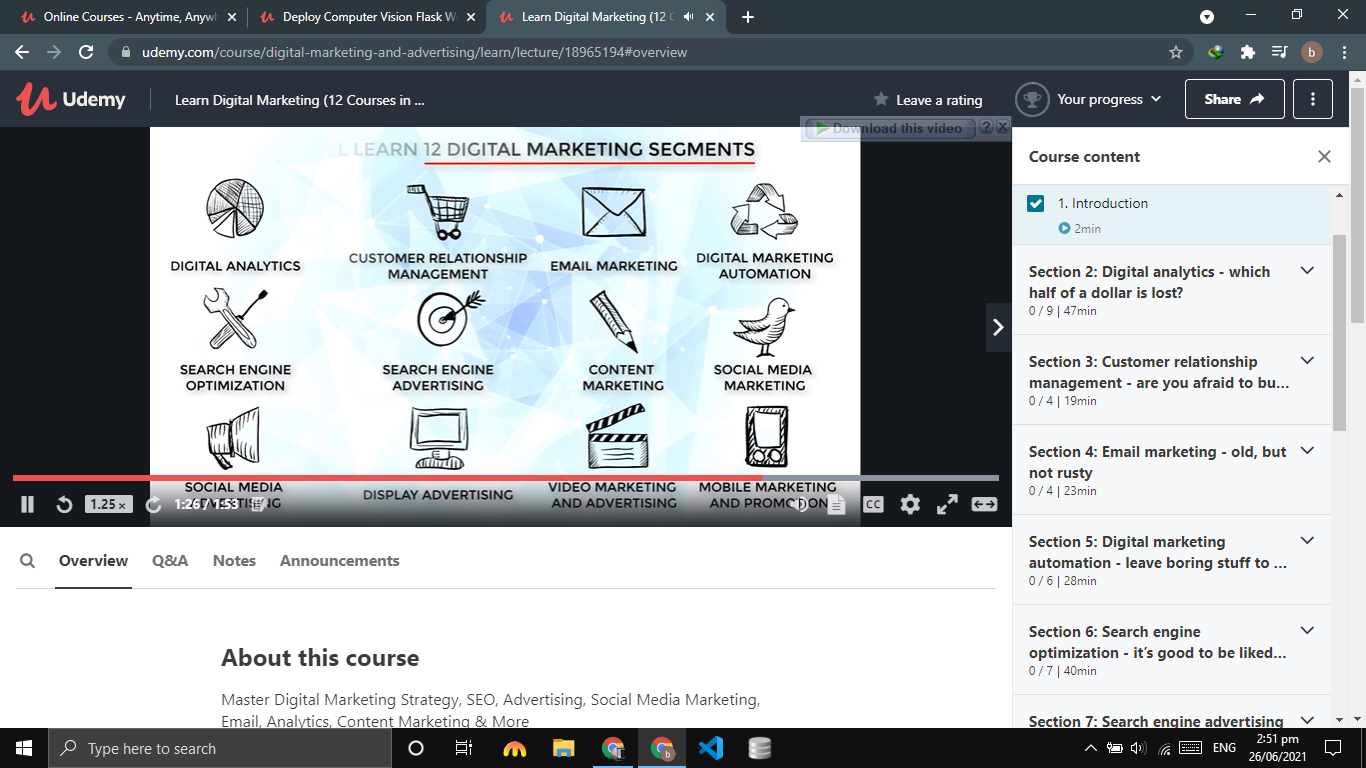 Online Courses - Anytime, Anywh
Deploy Computer Vision Flask W
Learn Digital Marketing (12 C
udemy.com/course/digital-marketing-and-advertising/learn/lecture/18965194#overview
b
Udemy
Learn Digital Marketing (12 Courses in ...
Leave a rating
Your progress
Share
Download this video
LEARN 12 DIGITAL MARKETING SEGMENTS
DIGITAL ANALYTICS
CUSTOMER RELATIONSHIP
MANAGEMENT
EMAIL MARKETING
DIGITAL MARKETING
AUTOMATION
SEARCH ENGINE
OPTIMIZATION
SEARCH ENGINE
ADVERTISING
CONTENT
MARKETING
SOCIAL MEDIA
MARKETING
SOCIAL MEDIA
DISPLAY ADVERTISING
VIDEO MARKETING
AND ADVERTISING
MOBILE MARKETING
AND PROMOTION
1.25 x
1:26 / 1:53
CC
Course content
1. Introduction
2min
Section 2: Digital analytics - which
half of a dollar is lost?
0 / 9 | 47min
Section 3: Customer relationship
management - are you afraid to bu...
0 / 4 | 19min
Section 4: Email marketing - old, but
not rusty
0 / 4 | 23min
Section 5: Digital marketing
automation - leave boring stuff to ...
0 / 6 | 28min
Section 6: Search engine
optimization - it's good to be liked...
0 / 7 | 40min
Section 7: Search engine advertising
Overview
Q&A
Notes
Announcements
About this course
Master Digital Marketing Strategy, SEO, Advertising, Social Media Marketing,
Email, Analytics, Content Marketing & More
Type here to search
ENG
2:51 pm
26/06/2021